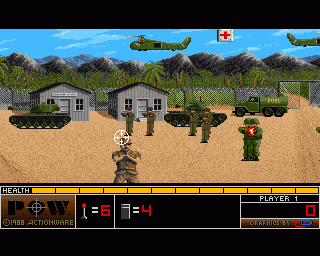 FUEL
HEALTH
P.O.W.
=6
=4
PLAYER 1
0
©1988 ACTIONWARE
GRAPHICS BY